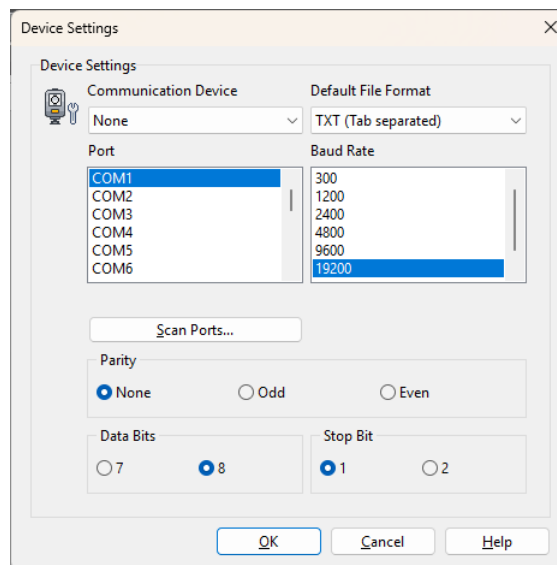 Device Settings
Device Settings
Communication Device
Default File Format
None
TXT (Tab separated)
Port
Baud Rate
COM1
COM2
COM3
COM4
COM5
COM6
300
1200
2400
4800
9600
19200
Scan Ports...
Parity
None
Odd
Even
Data Bits
Stop Bit
7
8
1
2
OK
Cancel
Help